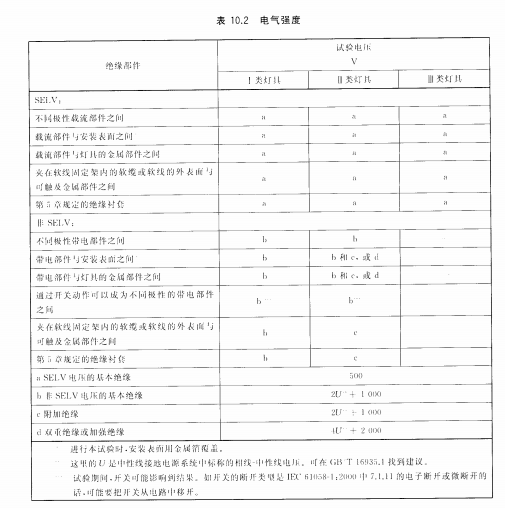 表 10.2 电气强度
绝缘部件
试验电压
V
Ⅰ类灯具 Ⅱ类灯具 Ⅲ类灯具
SELV:
不同极性载流部件之间 a a a
载流部件与安装表面之间 a a a
载流部件与灯具的金属部件之间 a a a
夹在软线固定架内的软缆或软线的外表面与
可触及金属部件之间 a a a
第 5 章规定的绝缘衬套 a a a
非 SELV:
不同极性带电部件之间 b b
带电部件与安装表面之间 b b 和 c、或 d
带电部件与灯具的金属部件之间 b b 和 c、或 d
通过开关动作可以成为不同极性的带电部件
之间 b b
夹在软线固定架内的软缆或软线的外表面与
可触及金属部件之间 b c
第 5 章规定的绝缘衬套 b c
a SELV 电压的基本绝缘 500
b 非 SELV 电压的基本绝缘 2U + 1 000
c 附加绝缘 2U + 1 000
d 双重绝缘或加强绝缘 4U + 2 000
进行本试验时,安装表面用金属箔覆盖。
这里的 U 是中性线接地电源系统中标称的相线-中性线电压。可在 GB/T 16935.1 找到建议。
试验期间,开关可能影响到结果。如开关的断开类型是 IEC 61058-1:2000 中 7.1.11 的电子断开或微断开的
话,可能要把开关从电路中移开。